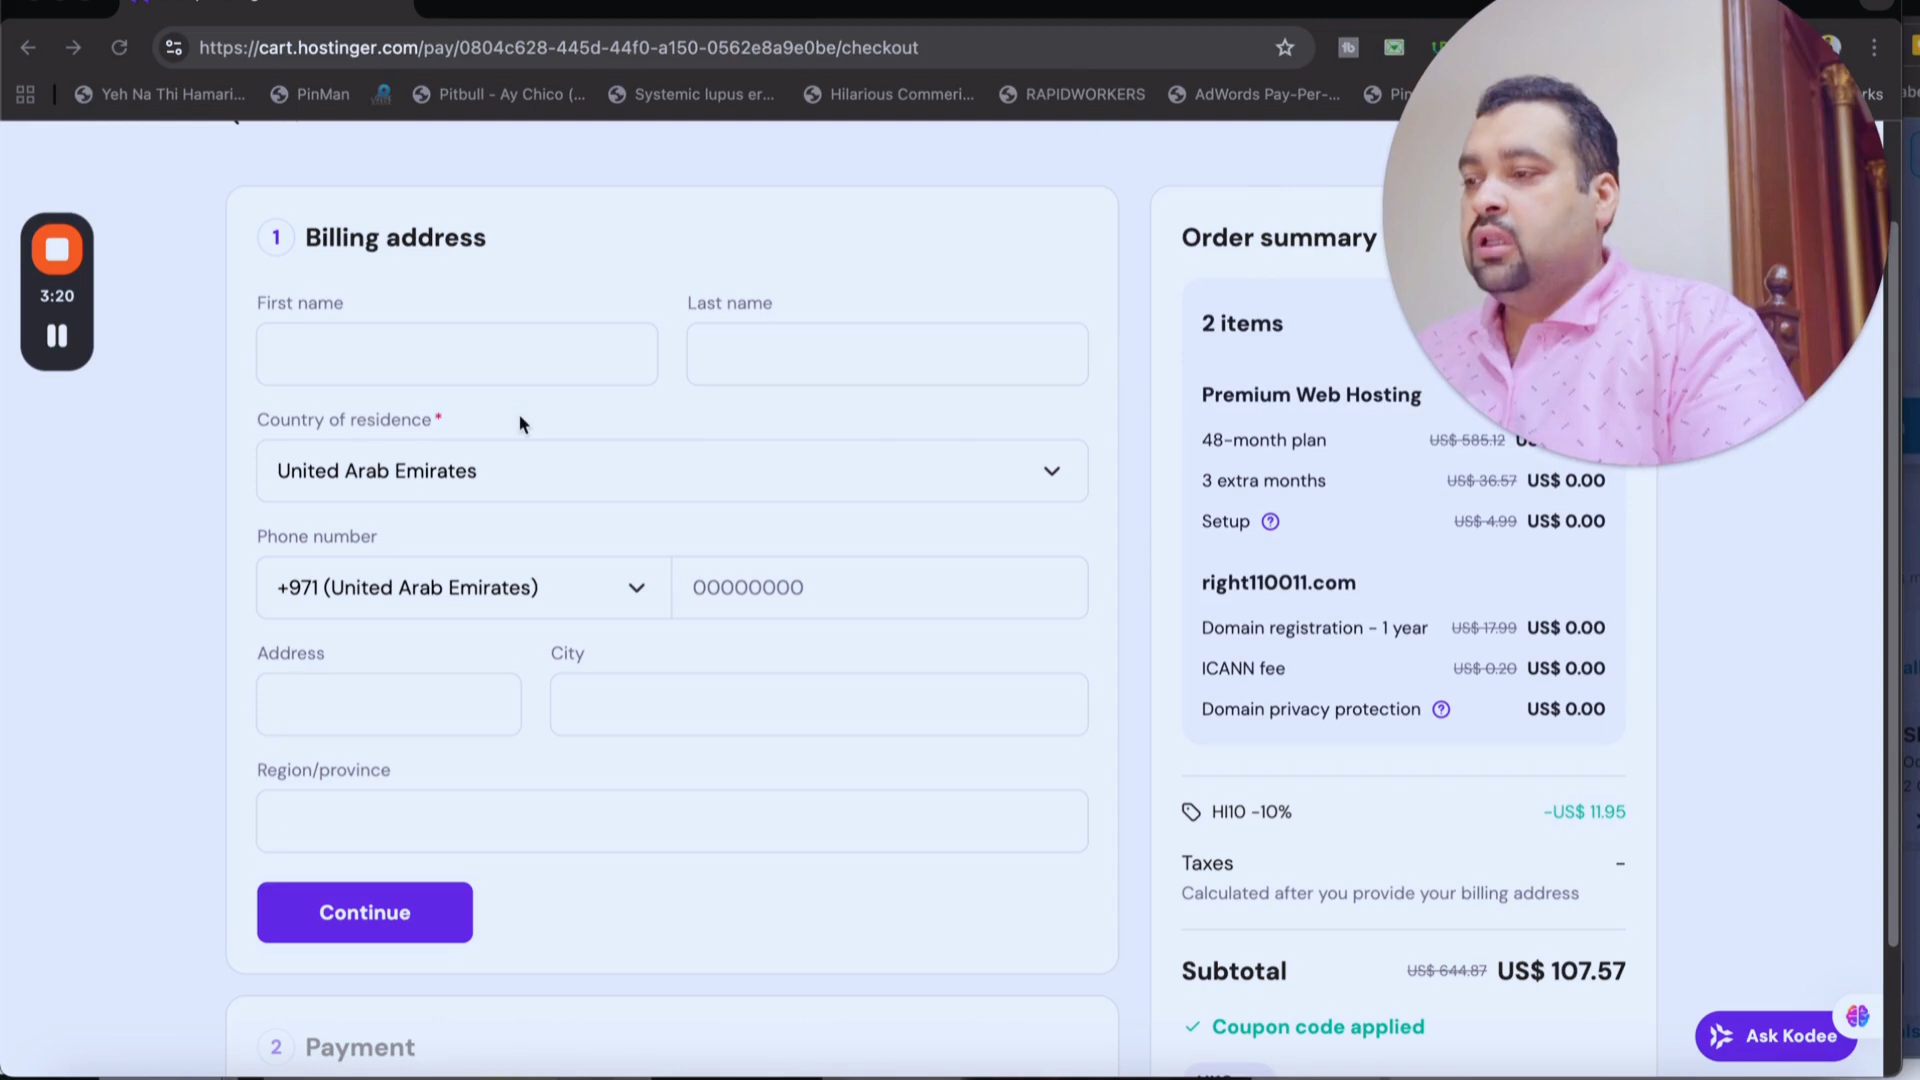 https://cart.hostinger.com/pay/0804c628-445d-44f0-a150-0562e8a9e0be/checkout
Yeh Na Thi Hamari... PinMan Pitbull - Ay Chico (... Systemic lupus er... Hilarious Commeri... RAPIDWORKERS AdWords Pay-Per-...
3:20
1 Billing address
First name Last name
Country of residence*
United Arab Emirates
Phone number
+971 (United Arab Emirates) 00000000
Address City
Region/province
Continue
2 Payment
Order summary
2 items
Premium Web Hosting
48-month plan US$ 585.12
3 extra months US$ 36.57 US$ 0.00
Setup US$ 4.99 US$ 0.00
right110011.com
Domain registration - 1 year US$ 17.99 US$ 0.00
ICANN fee US$ 0.20 US$ 0.00
Domain privacy protection US$ 0.00
HI10 -10% -US$ 11.95
Taxes -
Calculated after you provide your billing address
Subtotal US$ 644.87 US$ 107.57
Coupon code applied
Ask Kodee